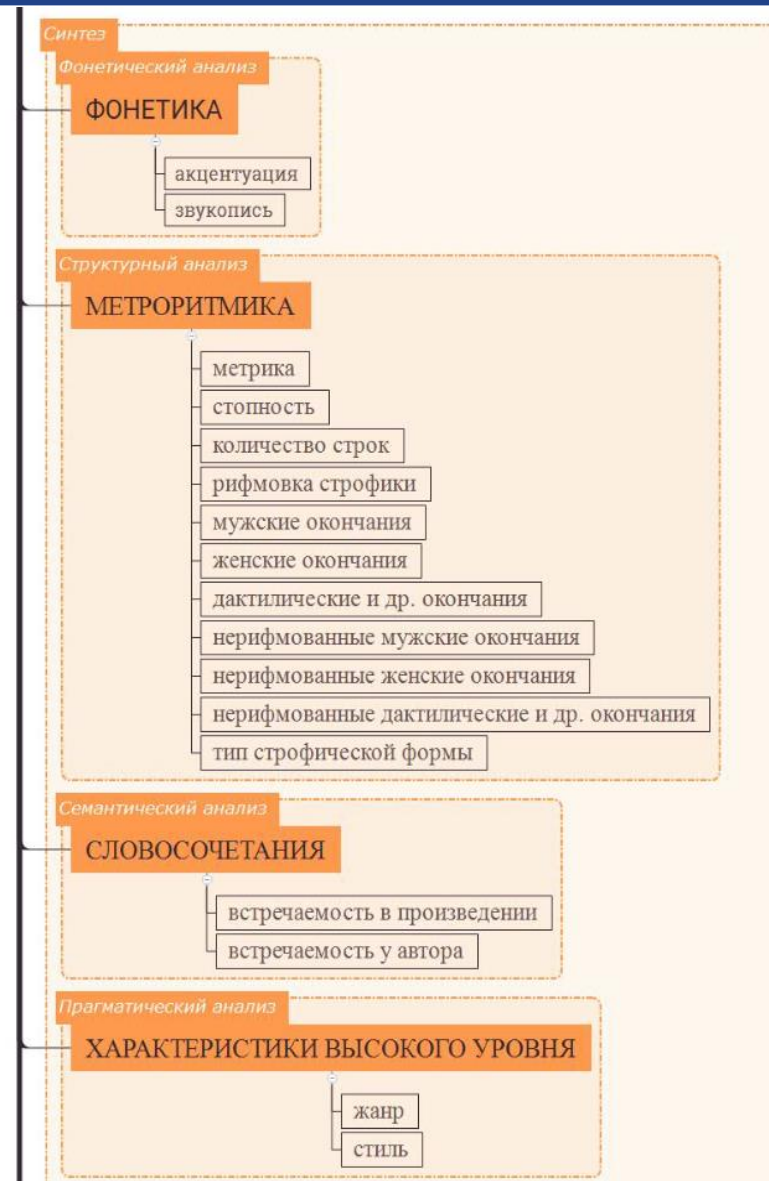 Синтез
Фонетический анализ
ФОНЕТИКА
акцентуация
звукопись
Структурный анализ
МЕТРОРИТМИКА
метрика
стопность
количество строк
рифмовка строфики
мужские окончания
женские окончания
дактилические и др. окончания
нерифмованные мужские окончания
нерифмованные женские окончания
нерифмованные дактилические и др. окончания
тип строфической формы
Семантический анализ
СЛОВОСОЧЕТАНИЯ
встречаемость в произведении
встречаемость у автора
Прагматический анализ
ХАРАКТЕРИСТИКИ ВЫСОКОГО УРОВНЯ
жанр
стиль